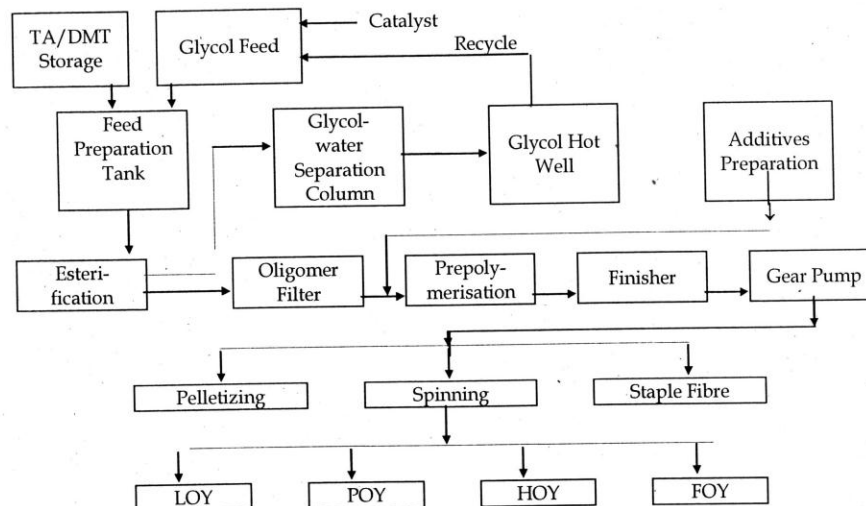 TA/DMT
Storage
Glycol Feed
Catalyst
Recycle
Feed
Preparation
Tank
Glycol-
water
Separation
Column
Glycol Hot
Well
Additives
Preparation
Esteri-
fification
Oligomer
Filter
Prepoly-
merisation
Finisher
Gear Pump
Pelletizing
Spinning
Staple Fibre
LOY
POY
HOY
FOY